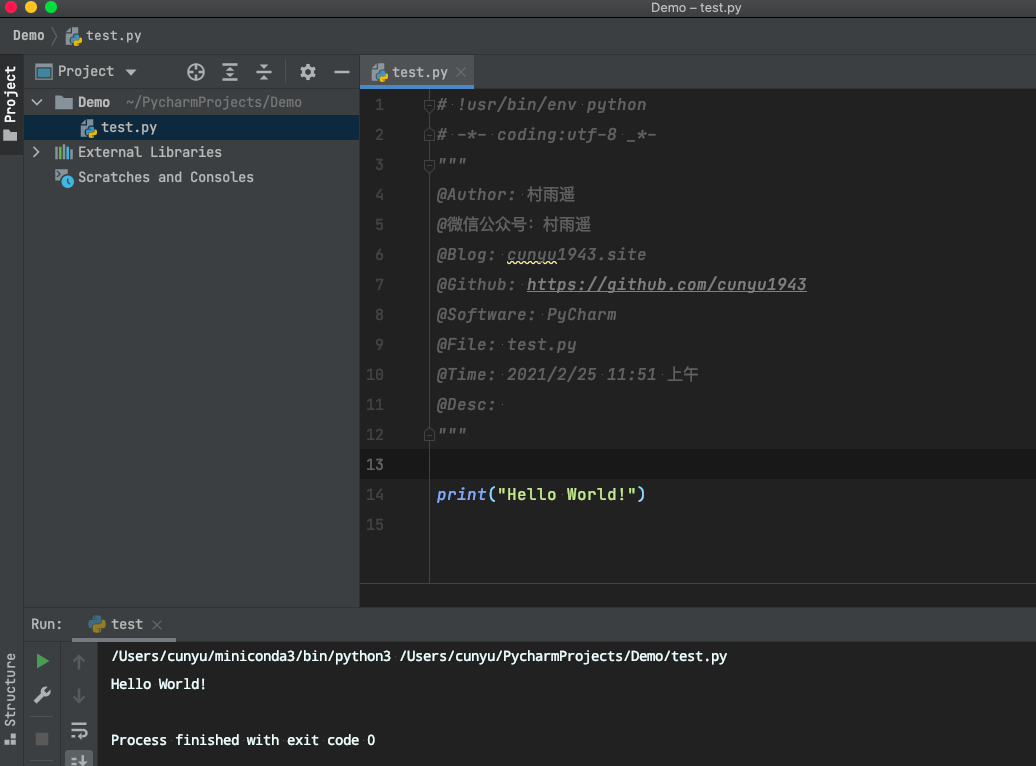 Demo – test.py
Demo test.py
Project
Project
test.py
Demo ~/PycharmProjects/Demo
test.py
External Libraries
Scratches and Consoles
1 # !usr/bin/env python
2 # -*- coding:utf-8 _*-
3 """
4 @Author: 村雨遥
5 @微信公众号: 村雨遥
6 @Blog: cunyu1943.site
7 @Github: https://github.com/cunyu1943
8 @Software: PyCharm
9 @File: test.py
10 @Time: 2021/2/25 11:51 上午
11 @Desc:
12 """
13
14 print("Hello World!")
15
Run: test
Structure
/Users/cunyu/miniconda3/bin/python3 /Users/cunyu/PycharmProjects/Demo/test.py
Hello World!
Process finished with exit code 0